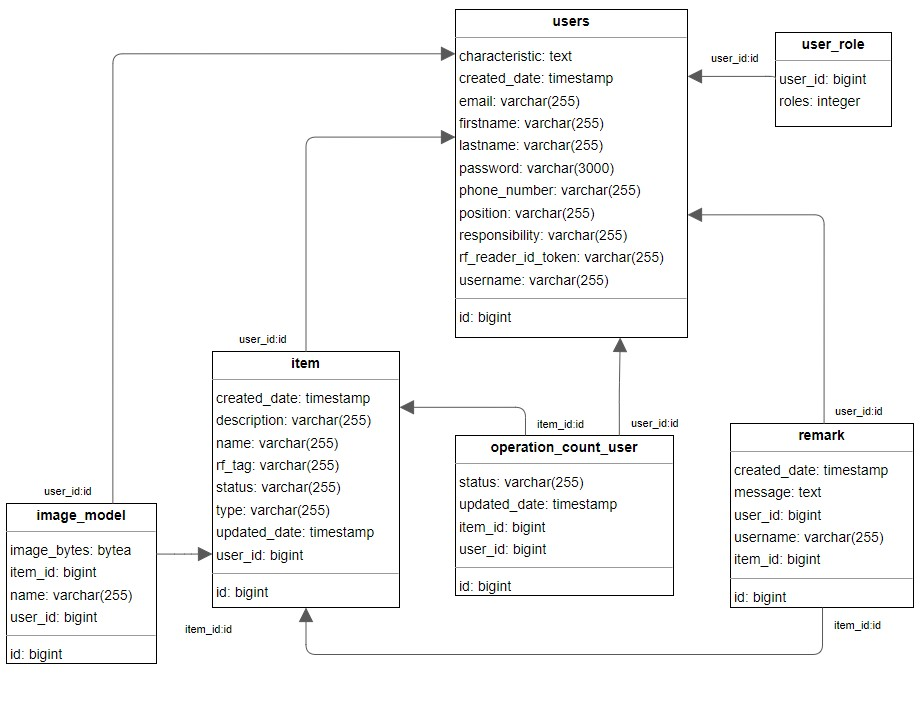 users
characteristic: text
created_date: timestamp
email: varchar(255)
firstname: varchar(255)
lastname: varchar(255)
password: varchar(3000)
phone_number: varchar(255)
position: varchar(255)
responsibility: varchar(255)
rf_reader_id_token: varchar(255)
username: varchar(255)
id: bigint
user_id:id
user_role
user_id: bigint
roles: integer
user_id:id
item
created_date: timestamp
description: varchar(255)
name: varchar(255)
rf_tag: varchar(255)
status: varchar(255)
type: varchar(255)
updated_date: timestamp
user_id: bigint
id: bigint
item_id:id
user_id:id
operation_count_user
status: varchar(255)
updated_date: timestamp
item_id: bigint
user_id: bigint
id: bigint
user_id:id
remark
created_date: timestamp
message: text
user_id: bigint
username: varchar(255)
item_id: bigint
id: bigint
item_id:id
user_id:id
image_model
image_bytes: bytea
item_id: bigint
name: varchar(255)
user_id: bigint
id: bigint
item_id:id